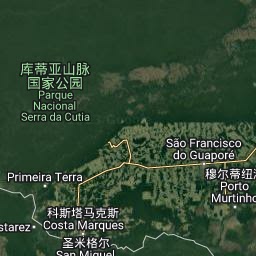 库蒂亚山脉
国家公园
Parque
Nacional
Serra da Cutia
São Francisco
do Guaporé
穆尔蒂纽
Porto
Murtinho
Primeira Terra
科斯塔马克斯
Costa Marques
圣米格尔
San Miguel